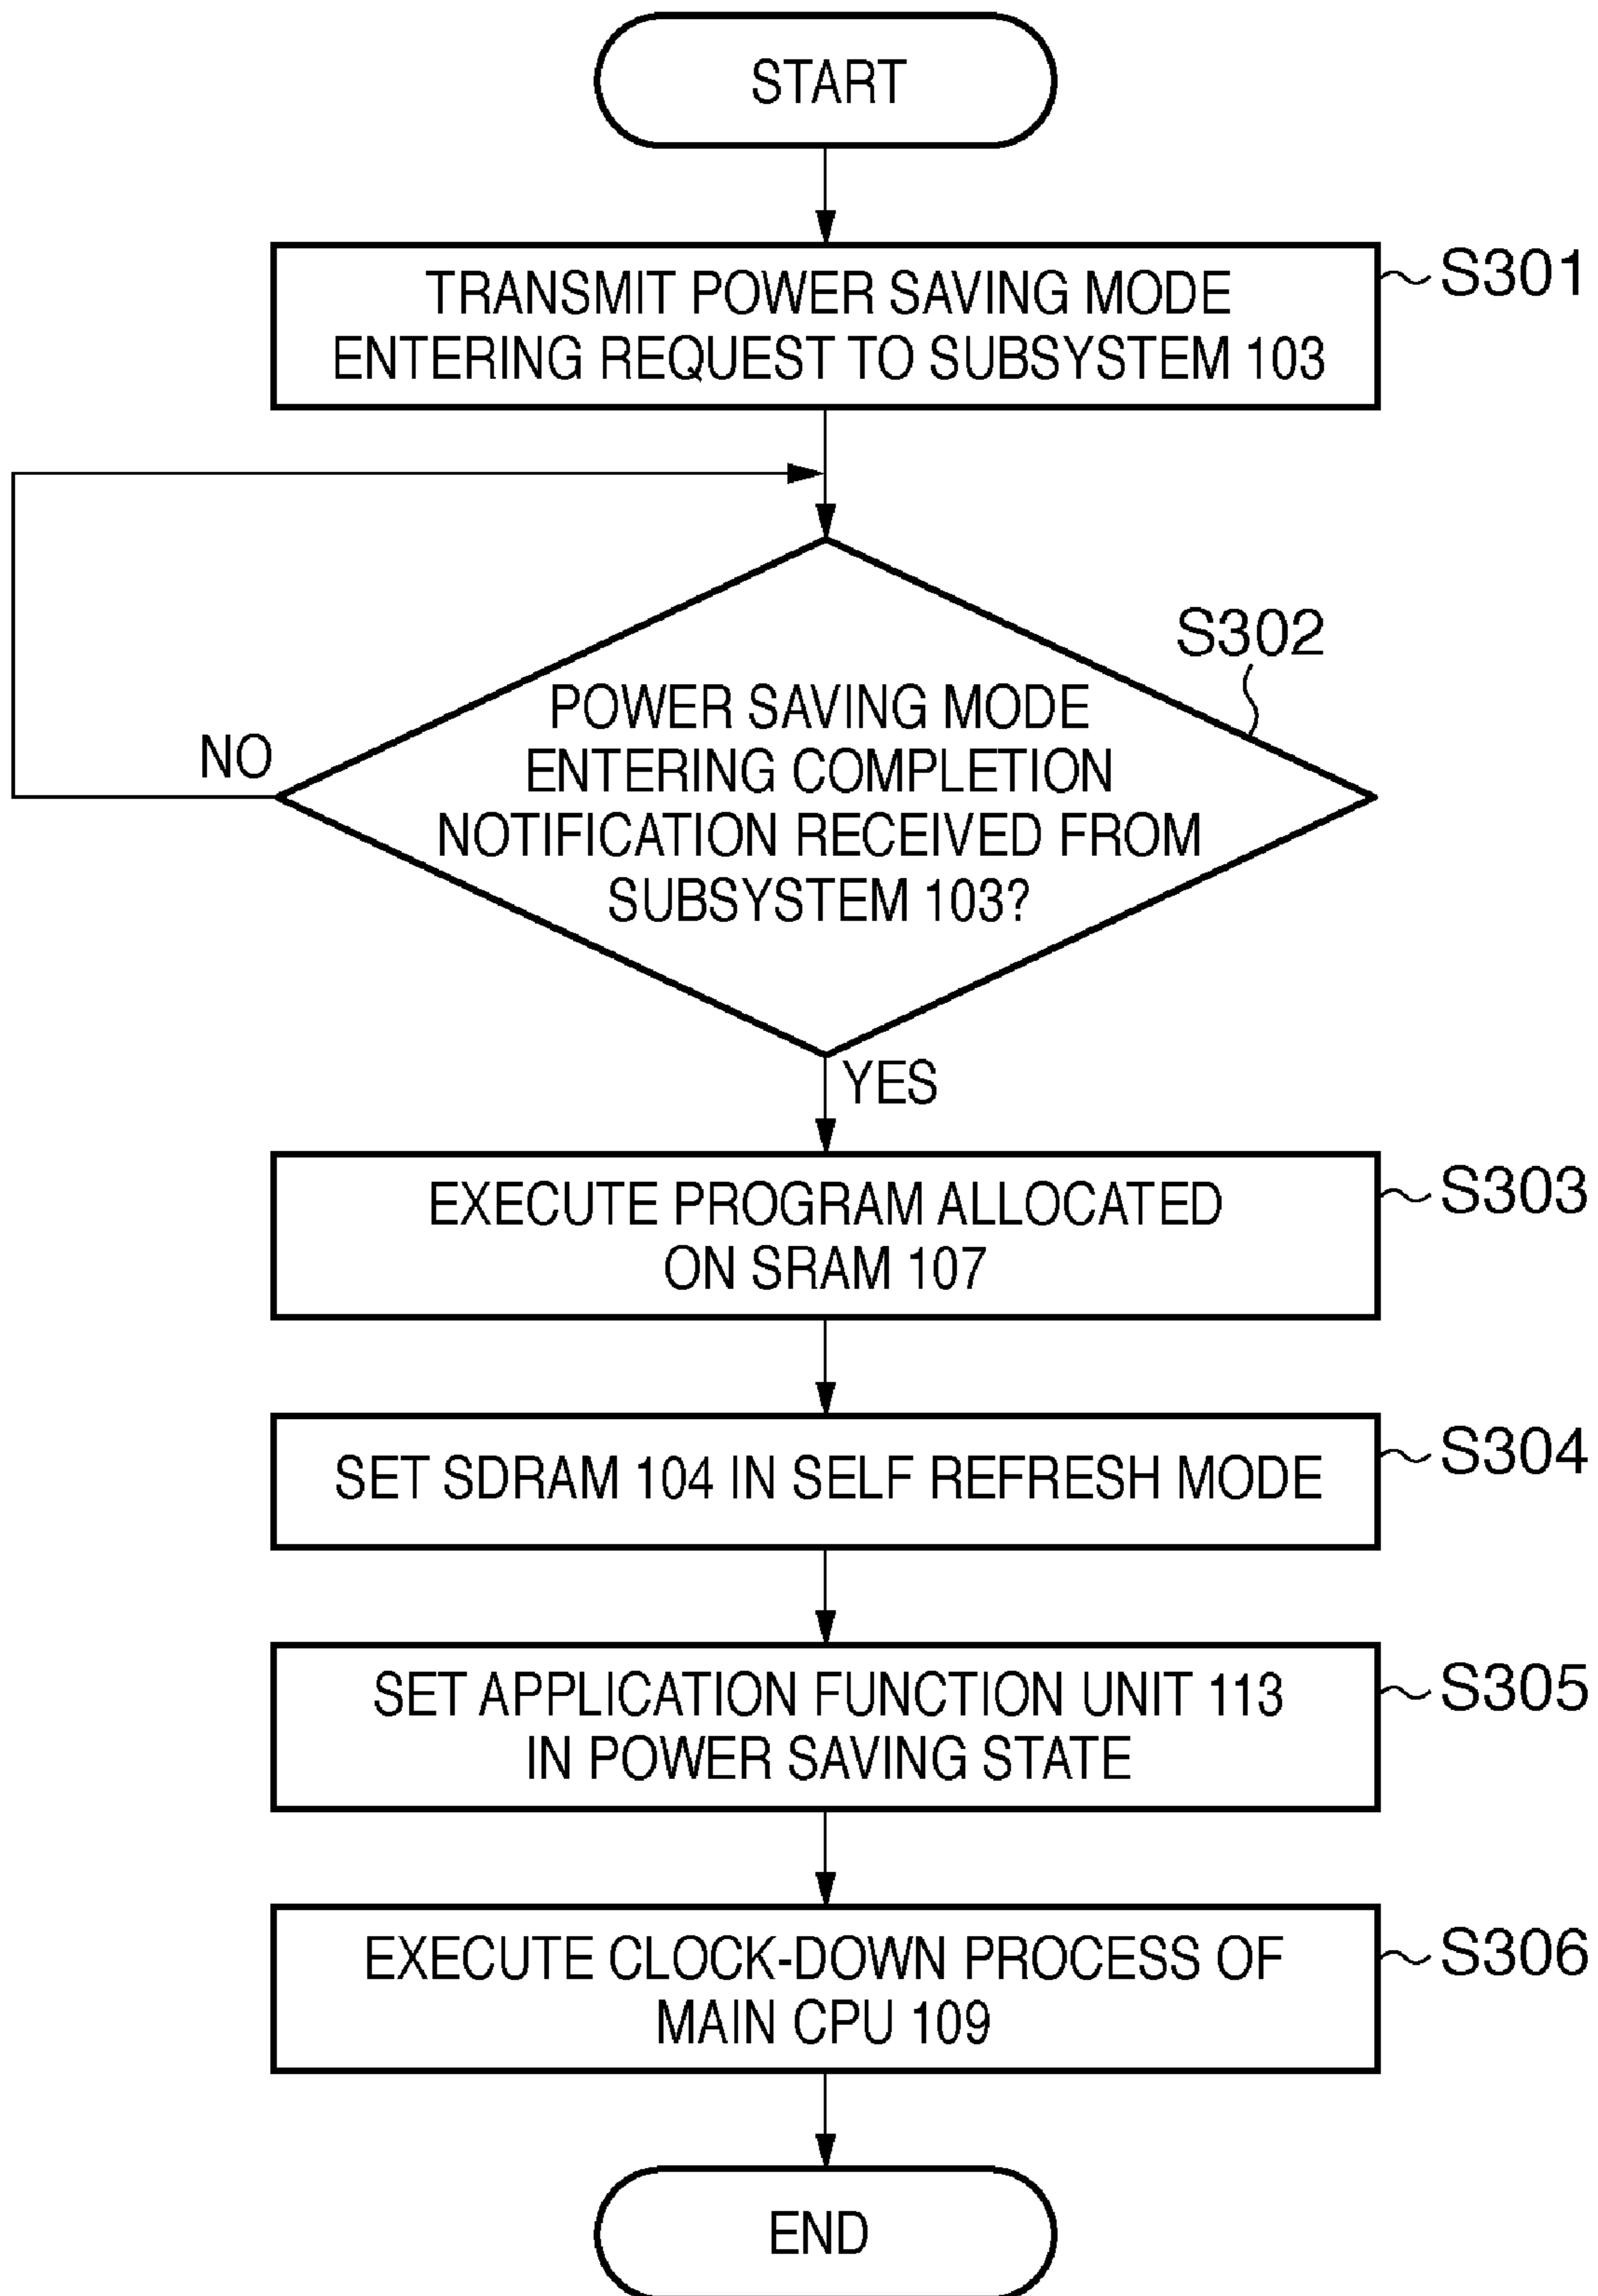 START
TRANSMIT POWER SAVING MODE
ENTERING REQUEST TO SUBSYSTEM 103
S301
S302
POWER SAVING MODE
ENTERING COMPLETION
NOTIFICATION RECEIVED FROM
SUBSYSTEM 103?
NO
YES
EXECUTE PROGRAM ALLOCATED
ON SRAM 107
S303
SET SDRAM 104 IN SELF REFRESH MODE
S304
SET APPLICATION FUNCTION UNIT 113
IN POWER SAVING STATE
S305
EXECUTE CLOCK-DOWN PROCESS OF
MAIN CPU 109
S306
END